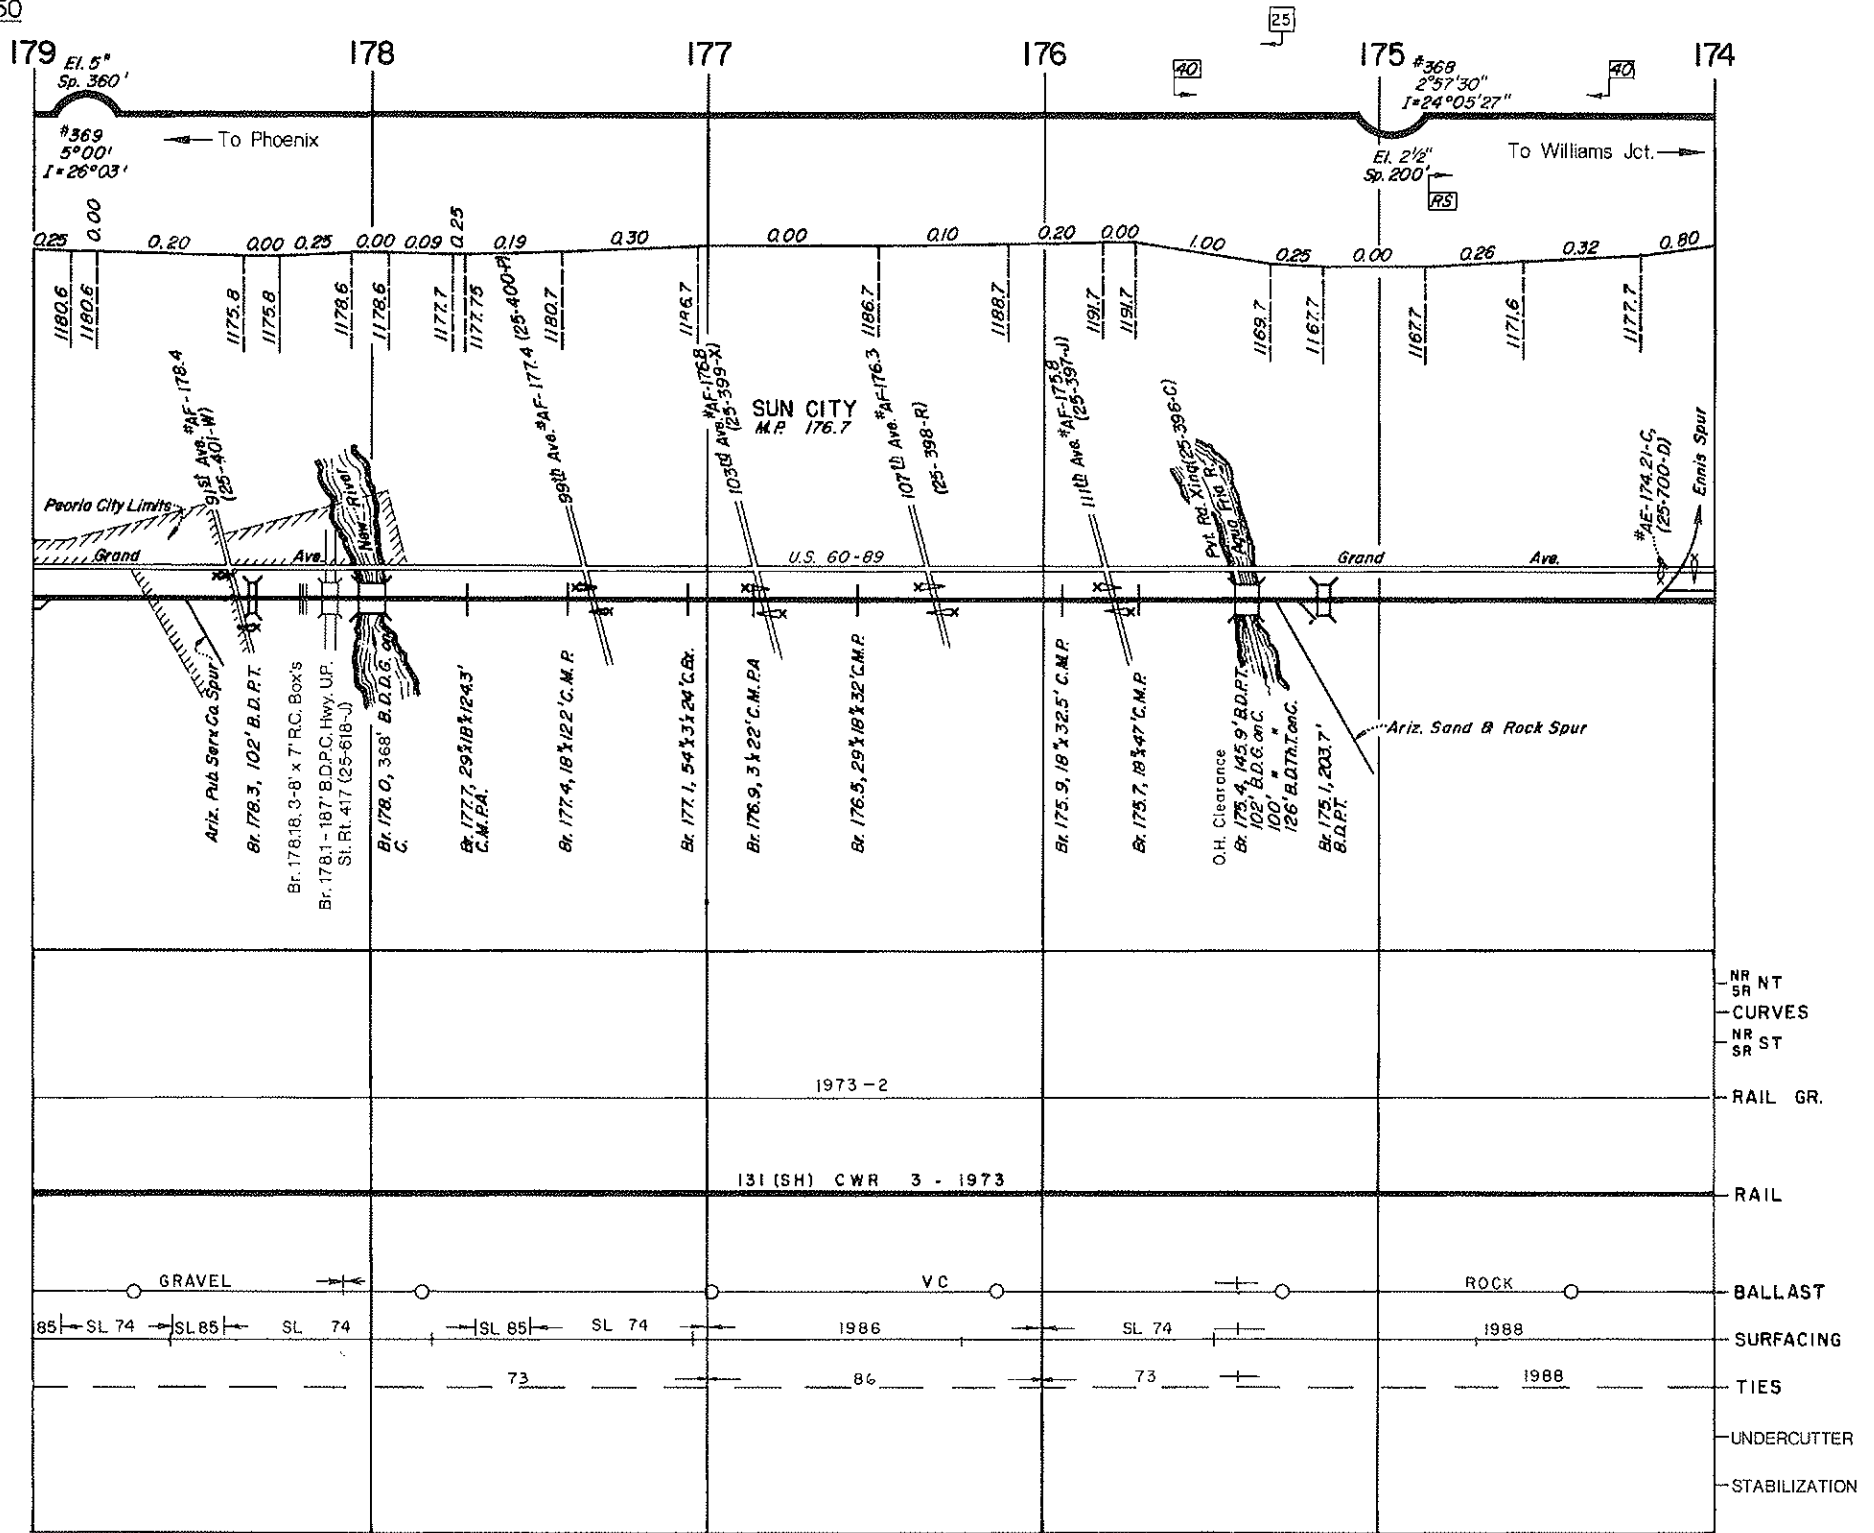 50
179
178
177
176
175
174
25
40
40
El. 5"
Sp. 360'
#369
5°00'
I=26°03'
To Phoenix
#368
2°57'30"
I=24°05'27"
El. 2½"
Sp. 200'
RS
To Williams Jct.
0.25
0.00
0.20
0.00
0.25
0.00
0.09
0.25
0.19
0.30
0.00
0.10
0.20
0.00
1.00
0.25
0.00
0.26
0.32
0.80
1180.6
1180.6
1175.8
1175.8
1178.6
1178.6
1177.7
1177.75
1180.7
1186.7
1186.7
1188.7
1191.7
1191.7
1169.7
1167.7
1167.7
1171.6
1177.7
91st Ave. #AF-178.4
(25-401-W)
99th Ave. #AF-177.4 (25-400-P)
103rd Ave. #AF-176.8
(25-399-X)
SUN CITY
M.P. 176.7
107th Ave. #AF-176.3
(25-398-R)
111th Ave. #AF-175.8
(25-397-J)
Pvt. Rd. Xing (25-396-C)
Agua Fria R.
New River
#AE-174.21-C,
(25-700-D)
Ennis Spur
Peoria City Limits
Grand
Ave.
U.S. 60-89
Grand
Ave.
Ariz. Pub. Serv. Co. Spur
Br. 178.3, 102' B.D.P.T.
Br. 178.18, 3-8' x 7' R.C. Box's
Br. 178.1 - 187' B.D.P.C. Hwy. U.P.
St. Rt. 417 (25-618-J)
Br. 178.0, 368' B.D.D.G. on
C.
Br. 177.7, 29"x18"x124.3'
C.M.P.A.
Br. 177.4, 18"x122' C.M.P.
Br. 177.1, 54"x3'x24' C.Bx.
Br. 176.9, 3'x22' C.M.P.A
Br. 176.5, 29"x18"x32' C.M.P.
Br. 175.9, 18"x32.5' C.M.P.
Br. 175.7, 18"x47' C.M.P.
O.H. Clearance
Br. 175.4, 145.9' B.D.P.T.
102' B.D.G. on C.
100' " "
126' B.D.Th.T. on C.
Br. 175.1, 203.7'
B.D.P.T.
Ariz. Sand & Rock Spur
NR
SR NT
CURVES
NR
SR ST
1973-2
RAIL GR.
131 (SH) CWR 3 - 1973
RAIL
GRAVEL
VC
ROCK
BALLAST
85
SL 74
SL 85
SL 74
SL 85
SL 74
1986
SL 74
1988
SURFACING
73
86
73
1988
TIES
UNDERCUTTER
STABILIZATION